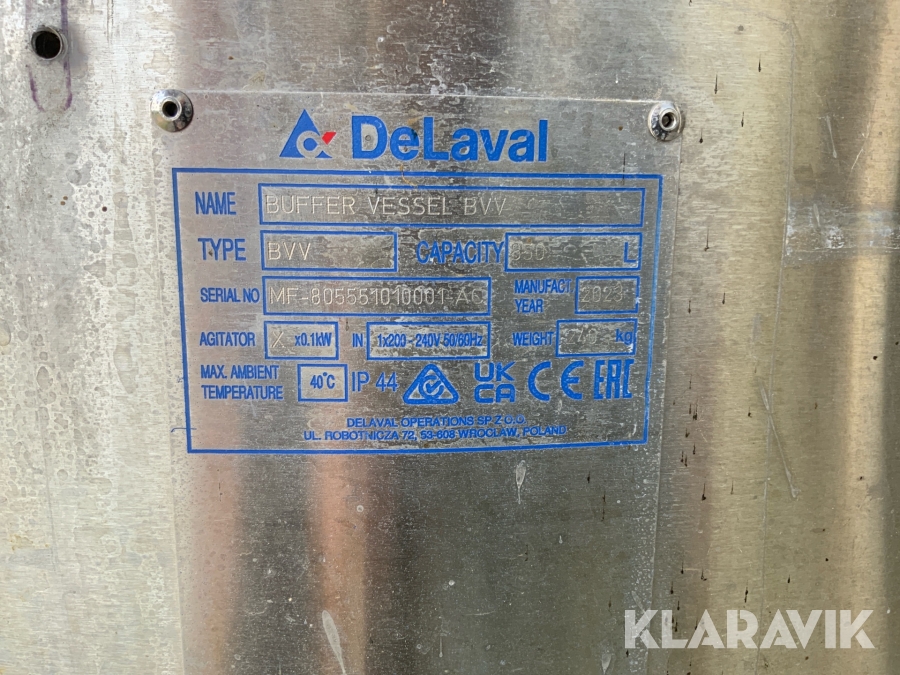 DeLaval
NAME BUFFER VESSEL BVV
TYPE BVV CAPACITY L
SERIAL NO MF-805551010001-AC MANUFACT YEAR 2023
AGITATOR x0.1kW IN 1x200 - 240V 50/60Hz WEIGHT kg
MAX. AMBIENT TEMPERATURE 40°C IP 44 UK CA CE EAC
DELAVAL OPERATIONS SP. Z O.O.
UL. ROBOTNICZA 72, 53-608 WROCLAW, POLAND
KLARAVIK